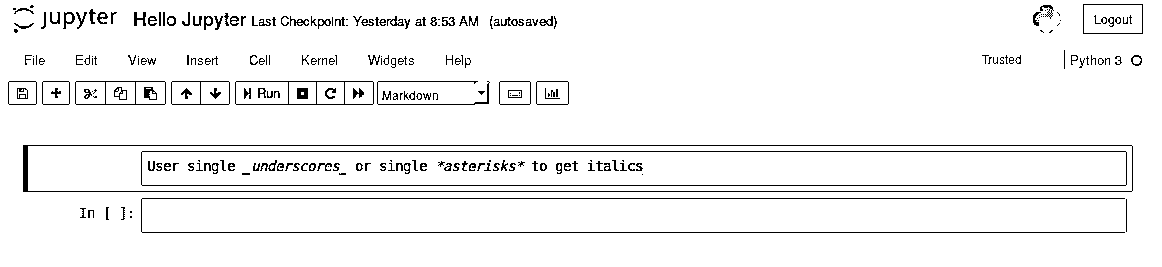 jupyter Hello Jupyter Last Checkpoint: Yesterday at 8:53 AM (autosaved) Logout
File Edit View Insert Cell Kernel Widgets Help Trusted Python 3
Run Markdown
User single _underscores_ or single *asterisks* to get italics
In [ ]: